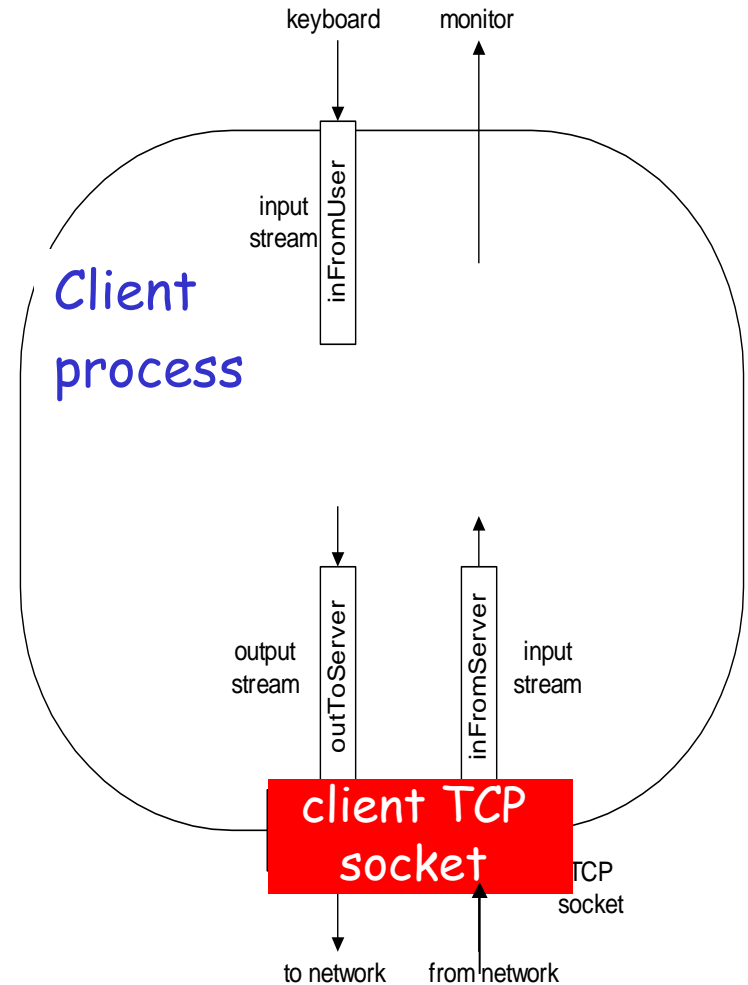 keyboard
monitor
input
stream
inFromUser
Client
process
output
stream
outToServer
inFromServer
input
stream
client TCP
socket
TCP
socket
to network
from network